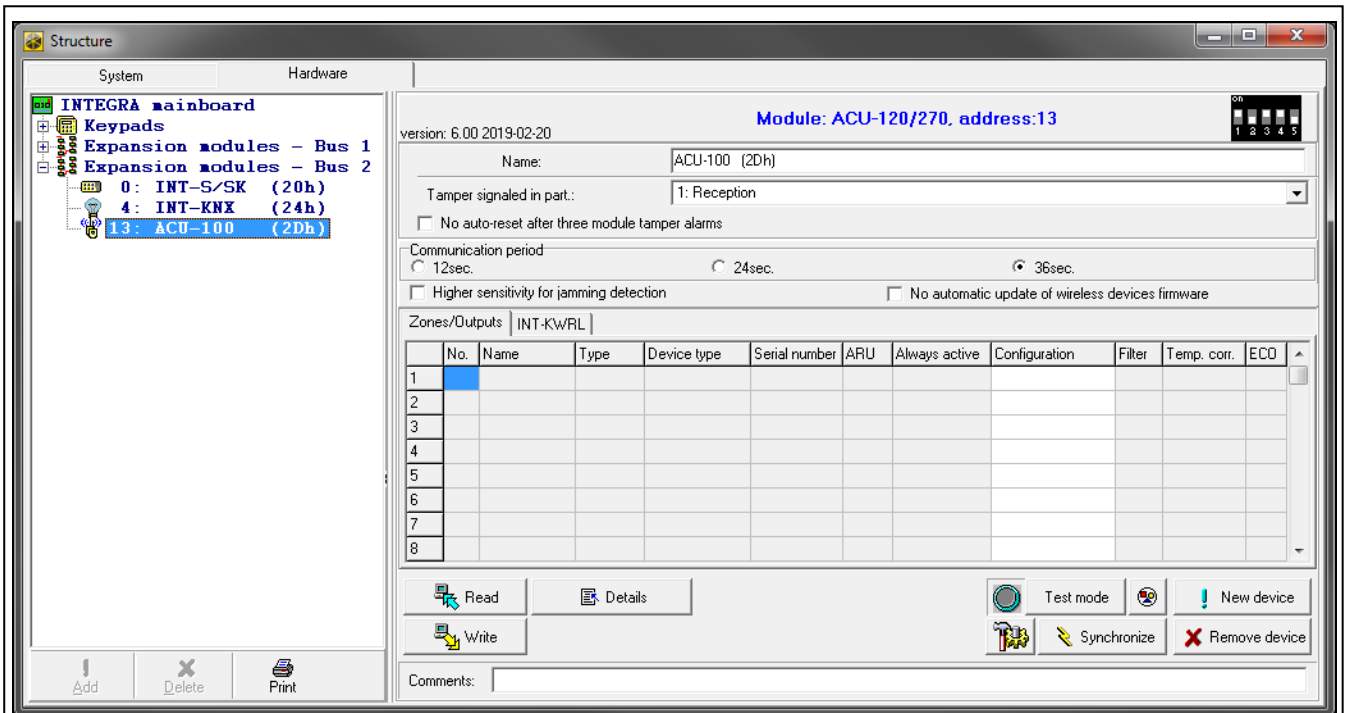 Structure
System Hardware
osd INTEGRA mainboard
Keypads
Expansion modules – Bus 1
Expansion modules – Bus 2
0: INT-S/SK (20h)
4: INT-KNX (24h)
13: ACU-100 (2Dh)
Add Delete Print
version: 6.00 2019-02-20
Module: ACU-120/270, address:13
on
1 2 3 4 5
Name: ACU-100 (2Dh)
Tamper signaled in part.: 1: Reception
No auto-reset after three module tamper alarms
Communication period
12sec. 24sec. 36sec.
Higher sensitivity for jamming detection No automatic update of wireless devices firmware
Zones/Outputs INT-KWRL
No. Name Type Device type Serial number ARU Always active Configuration Filter Temp. corr. ECO
1
2
3
4
5
6
7
8
Read Details Test mode New device
Write Synchronize Remove device
Comments: